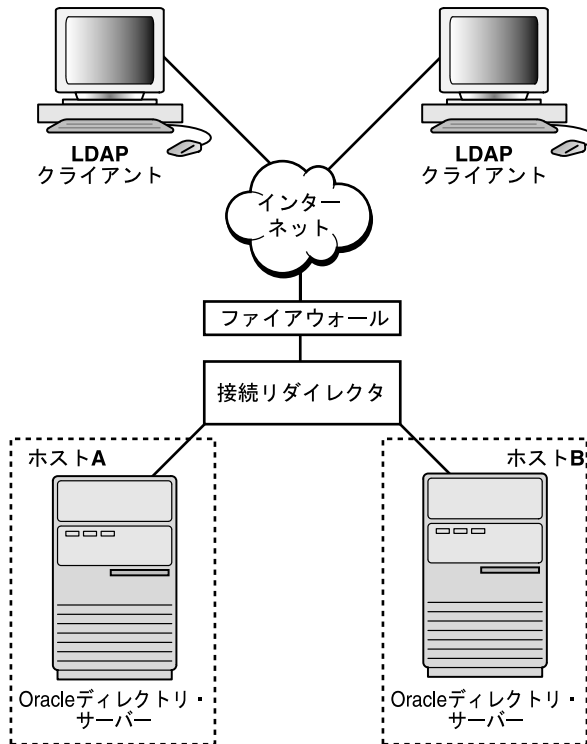 LDAP
クライアント
LDAP
クライアント
インター
ネット
ファイアウォール
接続リダイレクタ
ホストA
ホストB
Oracleディレクトリ・
サーバー
Oracleディレクトリ・
サーバー